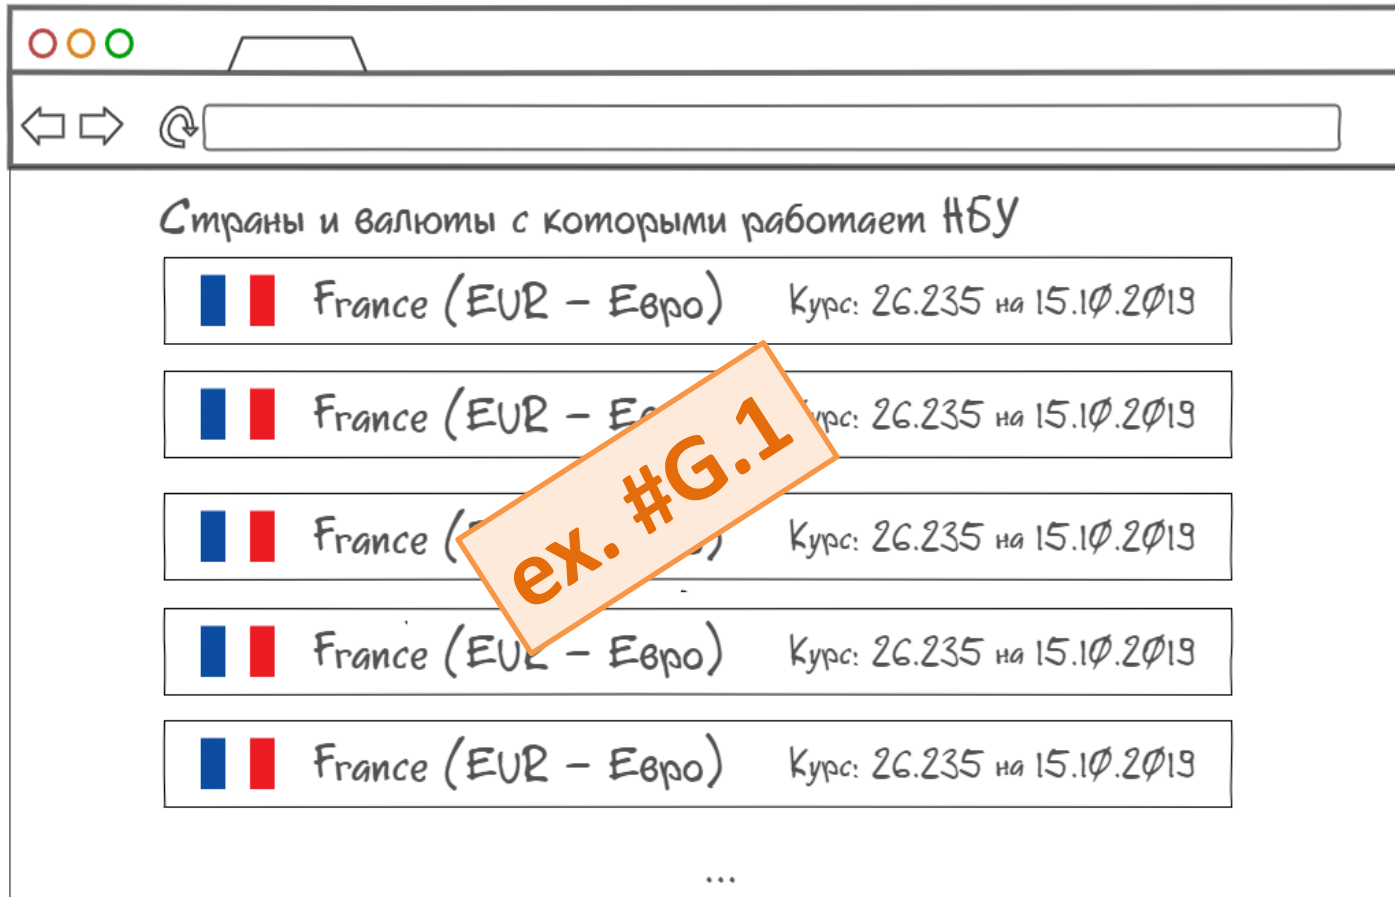 Страны и валюты с которыми работает НБУ
France (EUR – Евро) Курс: 26.235 на 15.10.2019
France (EUR – Курс: 26.235 на 15.10.2019
ex. #G.1
France Курс: 26.235 на 15.10.2019
France (EUR – Евро) Курс: 26.235 на 15.10.2019
France (EUR – Евро) Курс: 26.235 на 15.10.2019
...